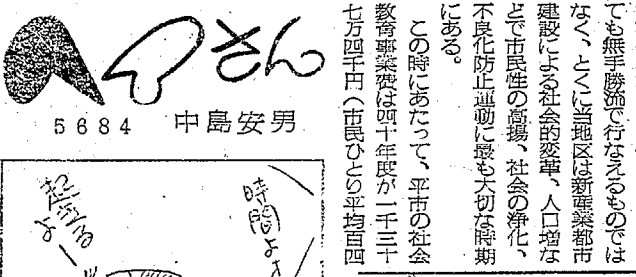 ても無手勝流で行なえるものでは
なく、とくに当地区は新産業都市
建設による社会的変革、人口増な
どで市民性の高揚、社会の浄化、
不良化防止運動に最も大切な時期
にある。
この時にあたって、平市の社会
教育事業費は四十年度が一千三十
七万四千円(市民ひとり平均百四
さん
5684 中島安男
時間よ
起きろよー